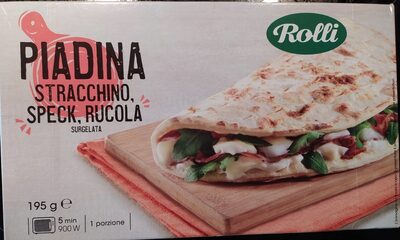 Rolli
PIADINA
STRACCHINO,
SPECK, RUCOLA
SURGELATA
195 g ℮
5 min
900 W
1 porzione